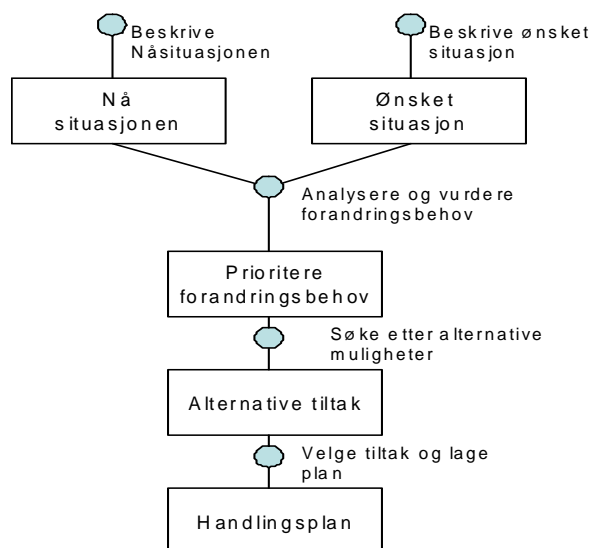 Beskrive
Nåsituasjonen
Beskrive ønsket
situasjon
Nå
situasjonen
Ønsket
situasjon
Analysere og vurdere
forandringsbehov
Prioritere
forandringsbehov
Søke etter alternative
muligheter
Alternative tiltak
Velge tiltak og lage
plan
Handlingsplan